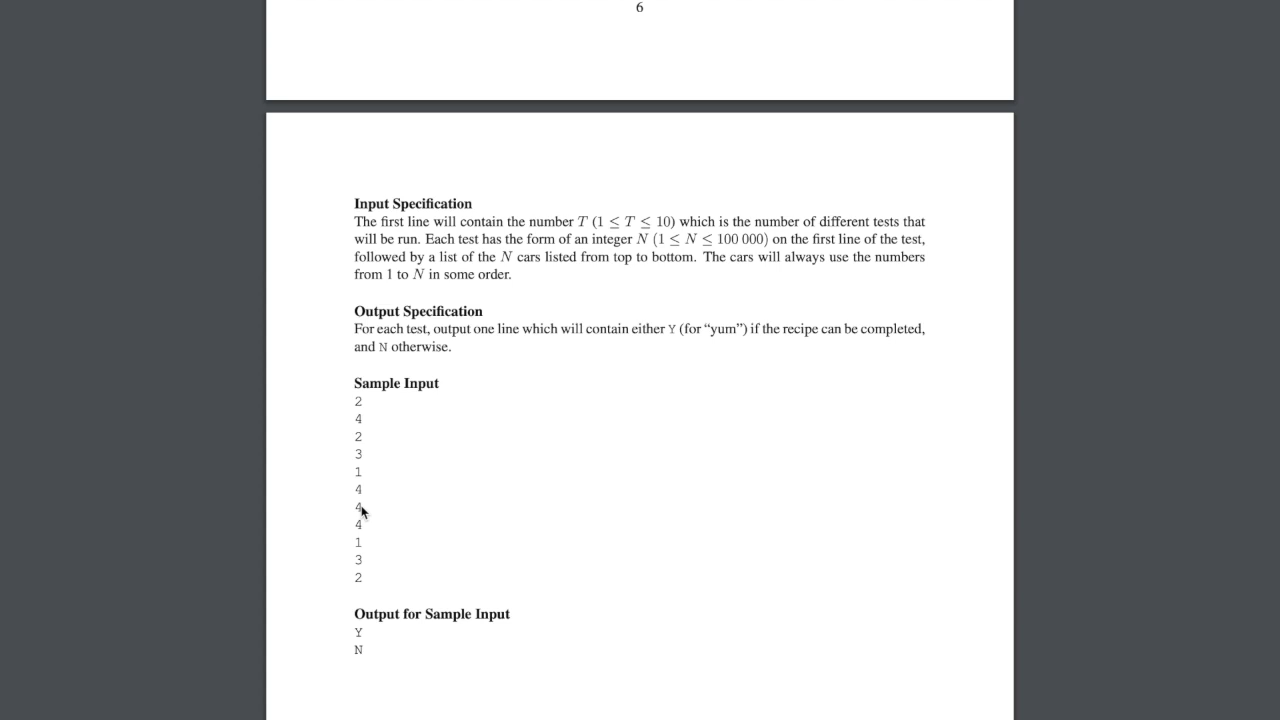 6
Input Specification
The first line will contain the number T (1 ≤ T ≤ 10) which is the number of different tests that
will be run. Each test has the form of an integer N (1 ≤ N ≤ 100 000) on the first line of the test,
followed by a list of the N cars listed from top to bottom. The cars will always use the numbers
from 1 to N in some order.
Output Specification
For each test, output one line which will contain either Y (for “yum”) if the recipe can be completed,
and N otherwise.
Sample Input
2
4
2
3
1
4
4
4
1
3
2
Output for Sample Input
Y
N